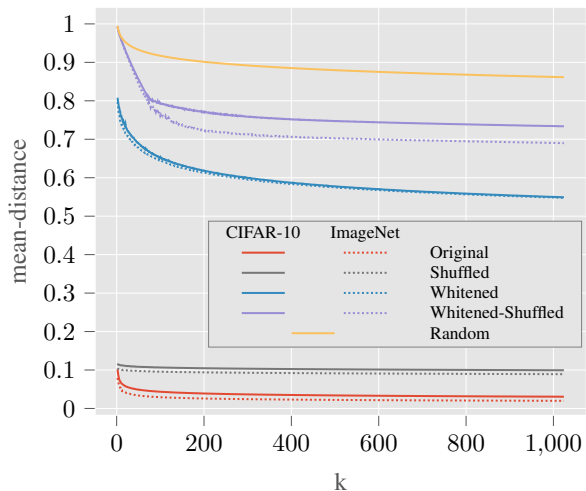 1
0.9
0.8
0.7
0.6
0.5
0.4
0.3
0.2
0.1
0
mean-distance
CIFAR-10 ImageNet
Original
Shuffled
Whitened
Whitened-Shuffled
Random
0 200 400 600 800 1,000
k